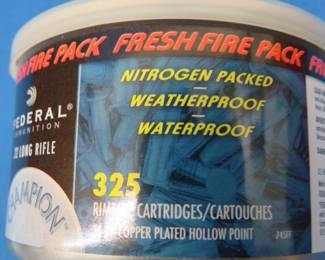 FRESH FIRE PACK FRESH FIRE PACK
FEDERAL
AMMUNITION
.22 LONG RIFLE
CHAMPION
NITROGEN PACKED
WEATHERPROOF
WATERPROOF
325
CARTRIDGES/CARTOUCHES
COPPER PLATED HOLLOW POINT